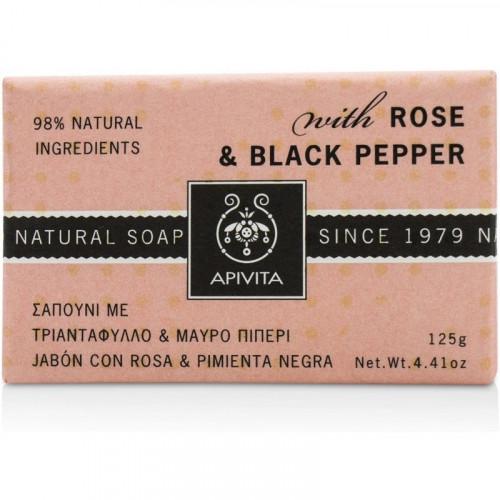 98% NATURAL
INGREDIENTS
with ROSE
& BLACK PEPPER
NATURAL SOAP
SINCE 1979 NA
APIVITA
ΣΑΠΟΥΝΙ ΜΕ
ΤΡΙΑΝΤΑΦΥΛΛΟ & ΜΑΥΡΟ ΠΙΠΕΡΙ
JABÓN CON ROSA & PIMIENTA NEGRA
125g
Net.Wt.4.41oz